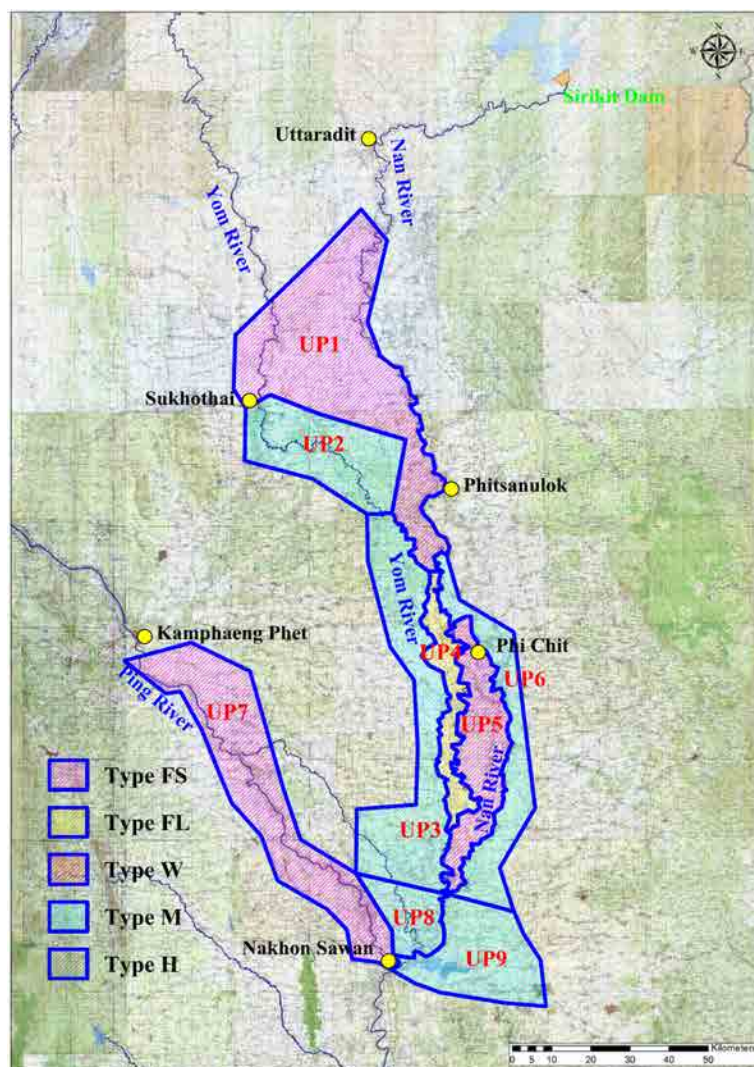 N
W
E
S
Sirikit Dam
Uttaradit
Nan River
Yom River
UP1
Sukhothai
UP2
Phitsanulok
Yom River
Kamphaeng Phet
Phi Chit
UP4
UP6
Ping River
UP7
UP5
Nan River
Type FS
Type FL
UP3
Type W
UP8
Type M
Nakhon Sawan
UP9
Type H
Kilometers
0 5 10 20 30 40 50